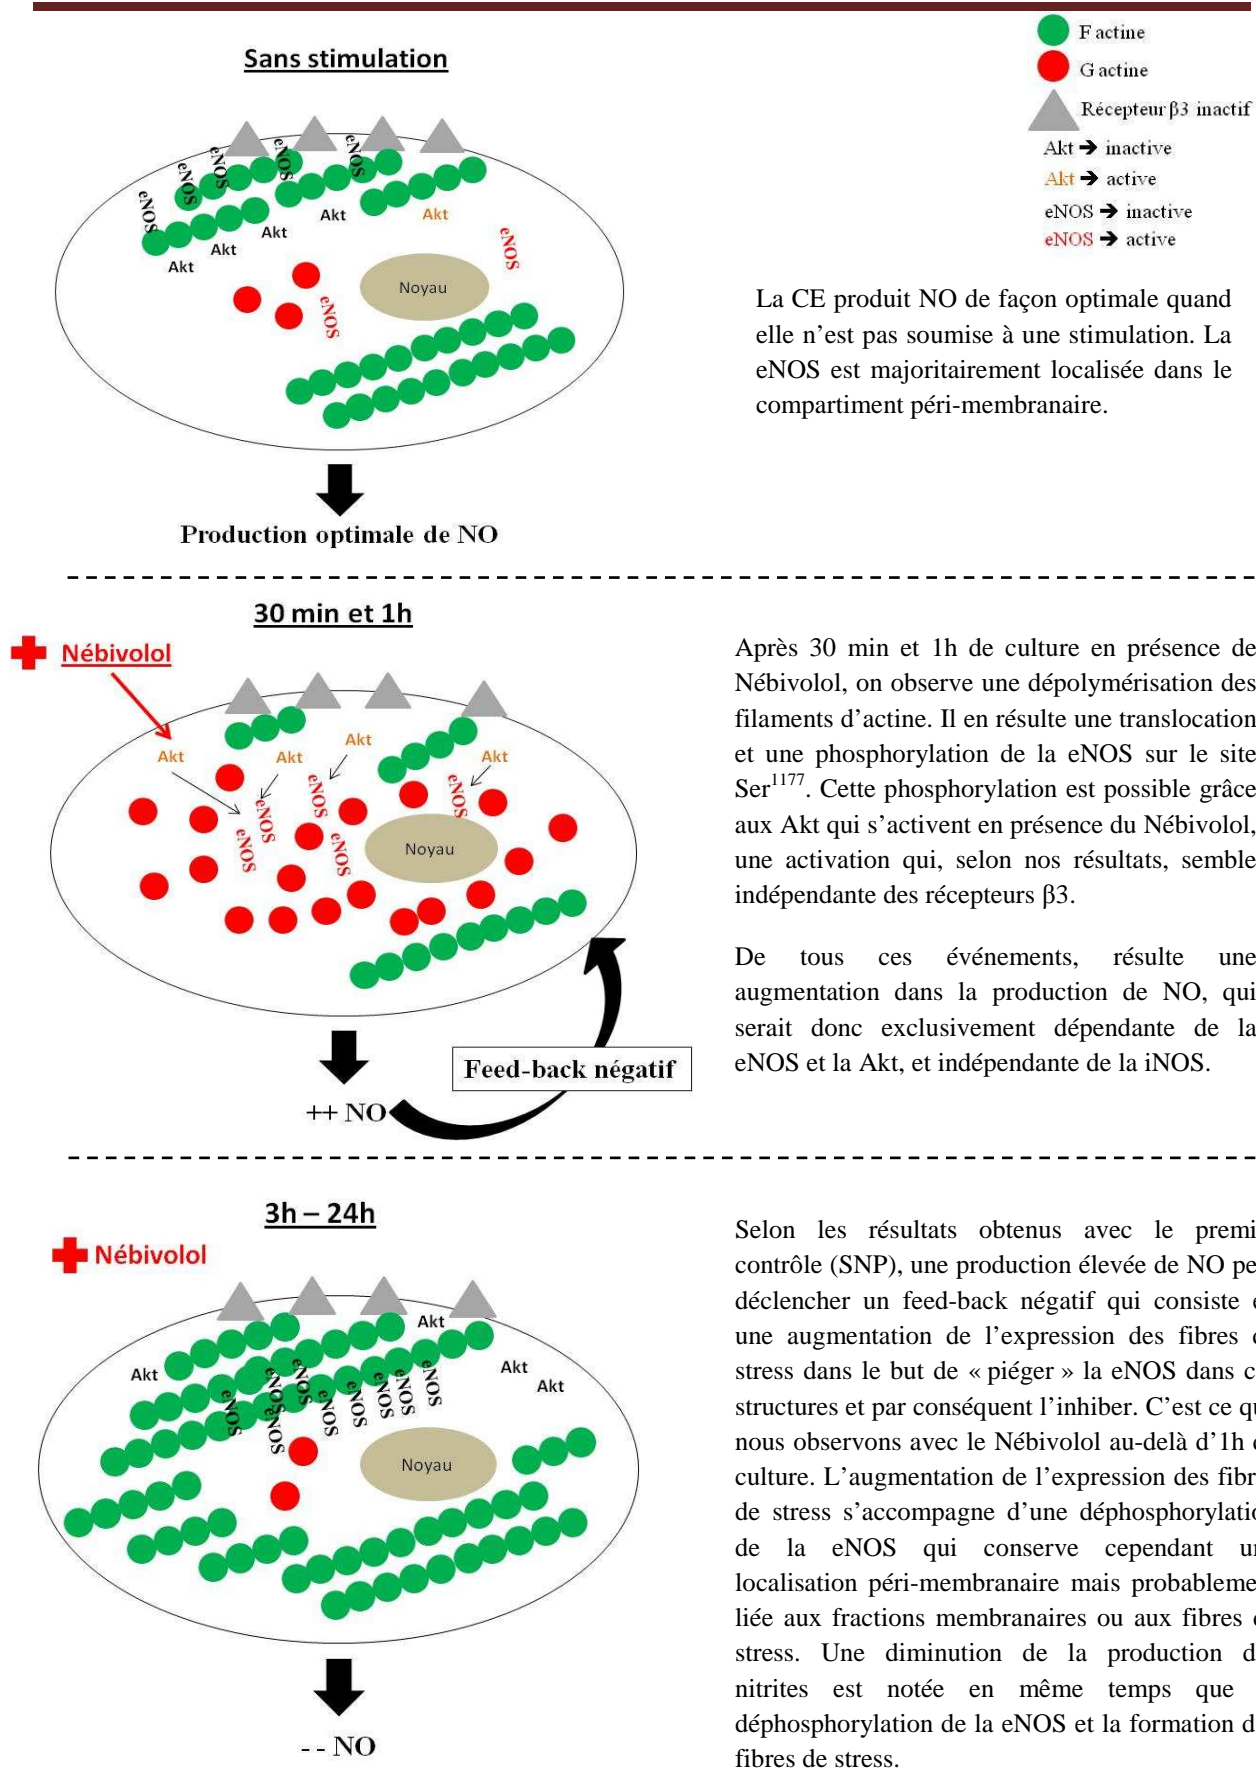 Sans stimulation
F actine
G actine
Récepteur β3 inactif
Akt ➔ inactive
Akt ➔ active
eNOS ➔ inactive
eNOS ➔ active
eNOS
eNOS
eNOS
eNOS
eNOS
Akt
Akt
Akt
Akt
Akt
eNOS
eNOS
Noyau
La CE produit NO de façon optimale quand
elle n'est pas soumise à une stimulation. La
eNOS est majoritairement localisée dans le
compartiment péri-membranaire.
Production optimale de NO
30 min et 1h
Nébivolol
Akt
Akt
Akt
Akt
eNOS
eNOS
eNOS
eNOS
eNOS
Noyau
Feed-back négatif
++ NO
Après 30 min et 1h de culture en présence de
Nébivolol, on observe une dépolymérisation des
filaments d'actine. Il en résulte une translocation
et une phosphorylation de la eNOS sur le site
Ser1177. Cette phosphorylation est possible grâce
aux Akt qui s'activent en présence du Nébivolol,
une activation qui, selon nos résultats, semble
indépendante des récepteurs β3.
De tous ces événements, résulte une
augmentation dans la production de NO, qui
serait donc exclusivement dépendante de la
eNOS et la Akt, et indépendante de la iNOS.
3h – 24h
Nébivolol
Akt
Akt
Akt
Akt
eNOS
eNOS
eNOS
eNOS
eNOS
eNOS
eNOS
eNOS
eNOS
Noyau
-- NO
Selon les résultats obtenus avec le premi
contrôle (SNP), une production élevée de NO pe
déclencher un feed-back négatif qui consiste e
une augmentation de l'expression des fibres d
stress dans le but de « piéger » la eNOS dans c
structures et par conséquent l'inhiber. C'est ce qu
nous observons avec le Nébivolol au-delà d'1h d
culture. L'augmentation de l'expression des fibr
de stress s'accompagne d'une déphosphorylatio
de la eNOS qui conserve cependant un
localisation péri-membranaire mais probableme
liée aux fractions membranaires ou aux fibres d
stress. Une diminution de la production d
nitrites est notée en même temps que
déphosphorylation de la eNOS et la formation d
fibres de stress.